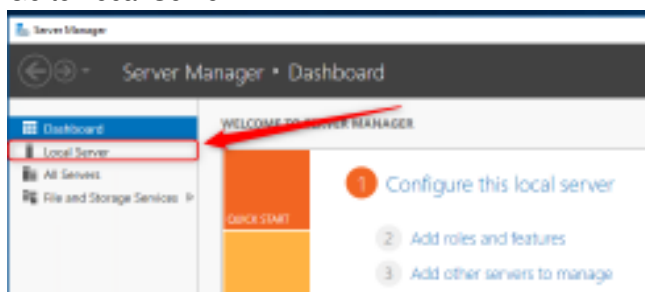 Server Manager
Server Manager • Dashboard
Dashboard
Local Server
All Servers
File and Storage Services
WELCOME TO SERVER MANAGER
QUICK START
1 Configure this local server
2 Add roles and features
3 Add other servers to manage